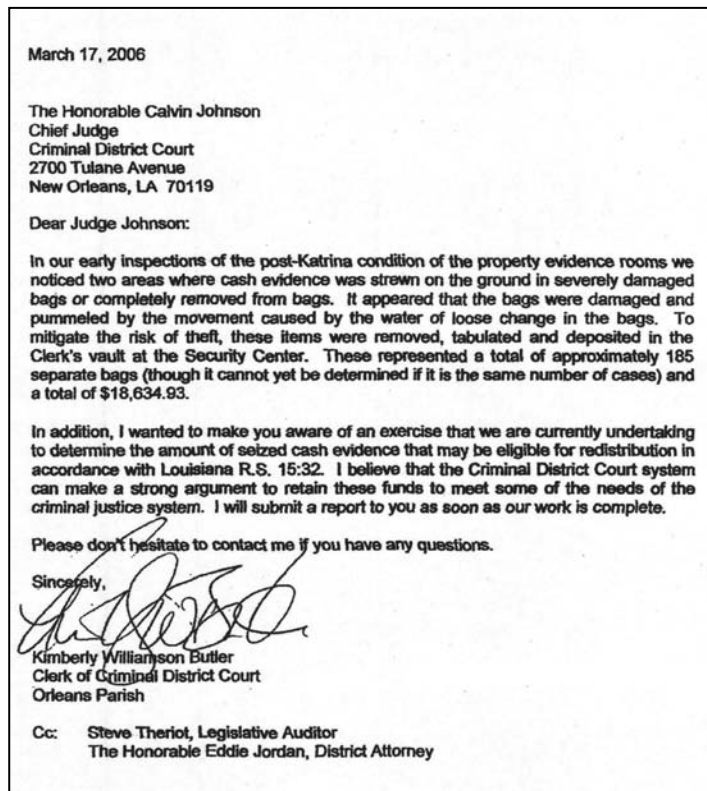 March 17, 2006
The Honorable Calvin Johnson
Chief Judge
Criminal District Court
2700 Tulane Avenue
New Orleans, LA 70119
Dear Judge Johnson:
In our early inspections of the post-Katrina condition of the property evidence rooms we
noticed two areas where cash evidence was strewn on the ground in severely damaged
bags or completely removed from bags. It appeared that the bags were damaged and
pummeled by the movement caused by the water of loose change in the bags. To
mitigate the risk of theft, these items were removed, tabulated and deposited in the
Clerk's vault at the Security Center. These represented a total of approximately 185
separate bags (though it cannot yet be determined if it is the same number of cases) and
a total of $18,634.93.
In addition, I wanted to make you aware of an exercise that we are currently undertaking
to determine the amount of seized cash evidence that may be eligible for redistribution in
accordance with Louisiana R.S. 15:32. I believe that the Criminal District Court system
can make a strong argument to retain these funds to meet some of the needs of the
criminal justice system. I will submit a report to you as soon as our work is complete.
Please don't hesitate to contact me if you have any questions.
Sincerely,
Kimberly Williamson Butler
Clerk of Criminal District Court
Orleans Parish
Cc: Steve Theriot, Legislative Auditor
The Honorable Eddie Jordan, District Attorney